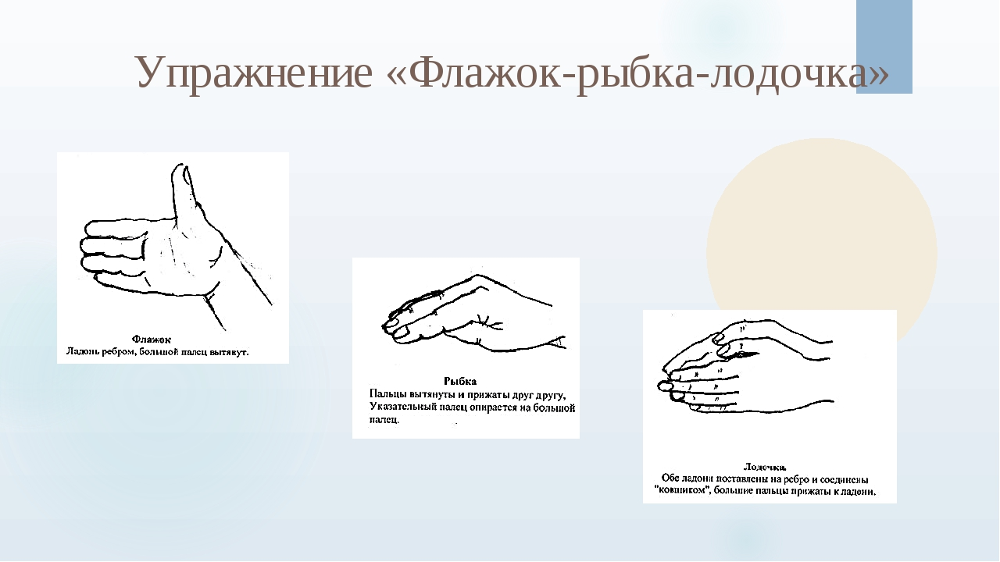 Упражнение «Флажок-рыбка-лодочка»
Флажок
Ладонь ребром, большой палец вытянут.
Рыбка
Пальцы вытянуты и прижаты друг другу,
Указательный палец опирается на большой
палец.
Лодочка.
Обе ладони поставлены на ребро и соединены
"ковшиком", большие пальцы прижаты к ладони.